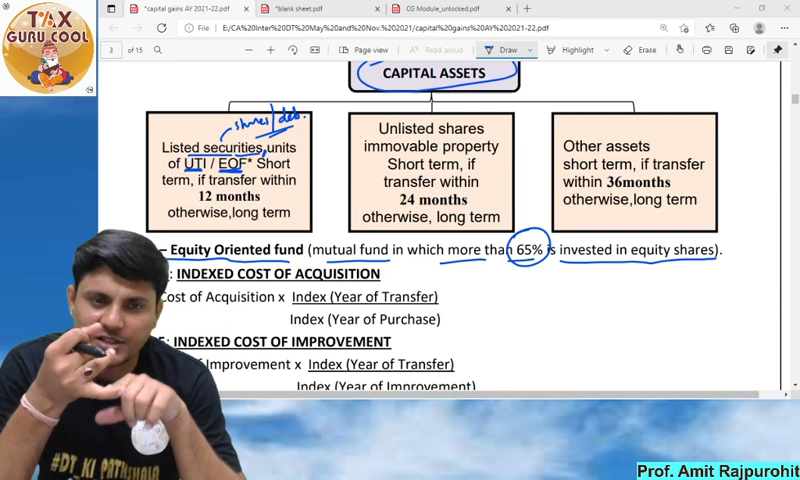 TAX
GURU COOL
*capital gains AY 2021-22.pdf
*blank sheet.pdf
CG Module_unlocked.pdf
E:/CA%20Inter%20DT%20May%20and%20Nov.%202021/capital%20gains%20AY%202021-22.pdf
3 of 15
Page view
Read aloud
Draw
Highlight
Erase
CAPITAL ASSETS
shares/deb.
Listed securities, units
of UTI / EOF* Short
term, if transfer within
12 months
otherwise, long term
Unlisted shares
immovable property
Short term, if
transfer within
24 months
otherwise, long term
Other assets
short term, if transfer
within 36months
otherwise,long term
– Equity Oriented fund (mutual fund in which more than 65% is invested in equity shares).
: INDEXED COST OF ACQUISITION
Cost of Acquisition x Index (Year of Transfer)
Index (Year of Purchase)
: INDEXED COST OF IMPROVEMENT
of Improvement x Index (Year of Transfer)
Index (Year of Improvement)
#DT_KI PATHSHALA
Prof. Amit Rajpurohit